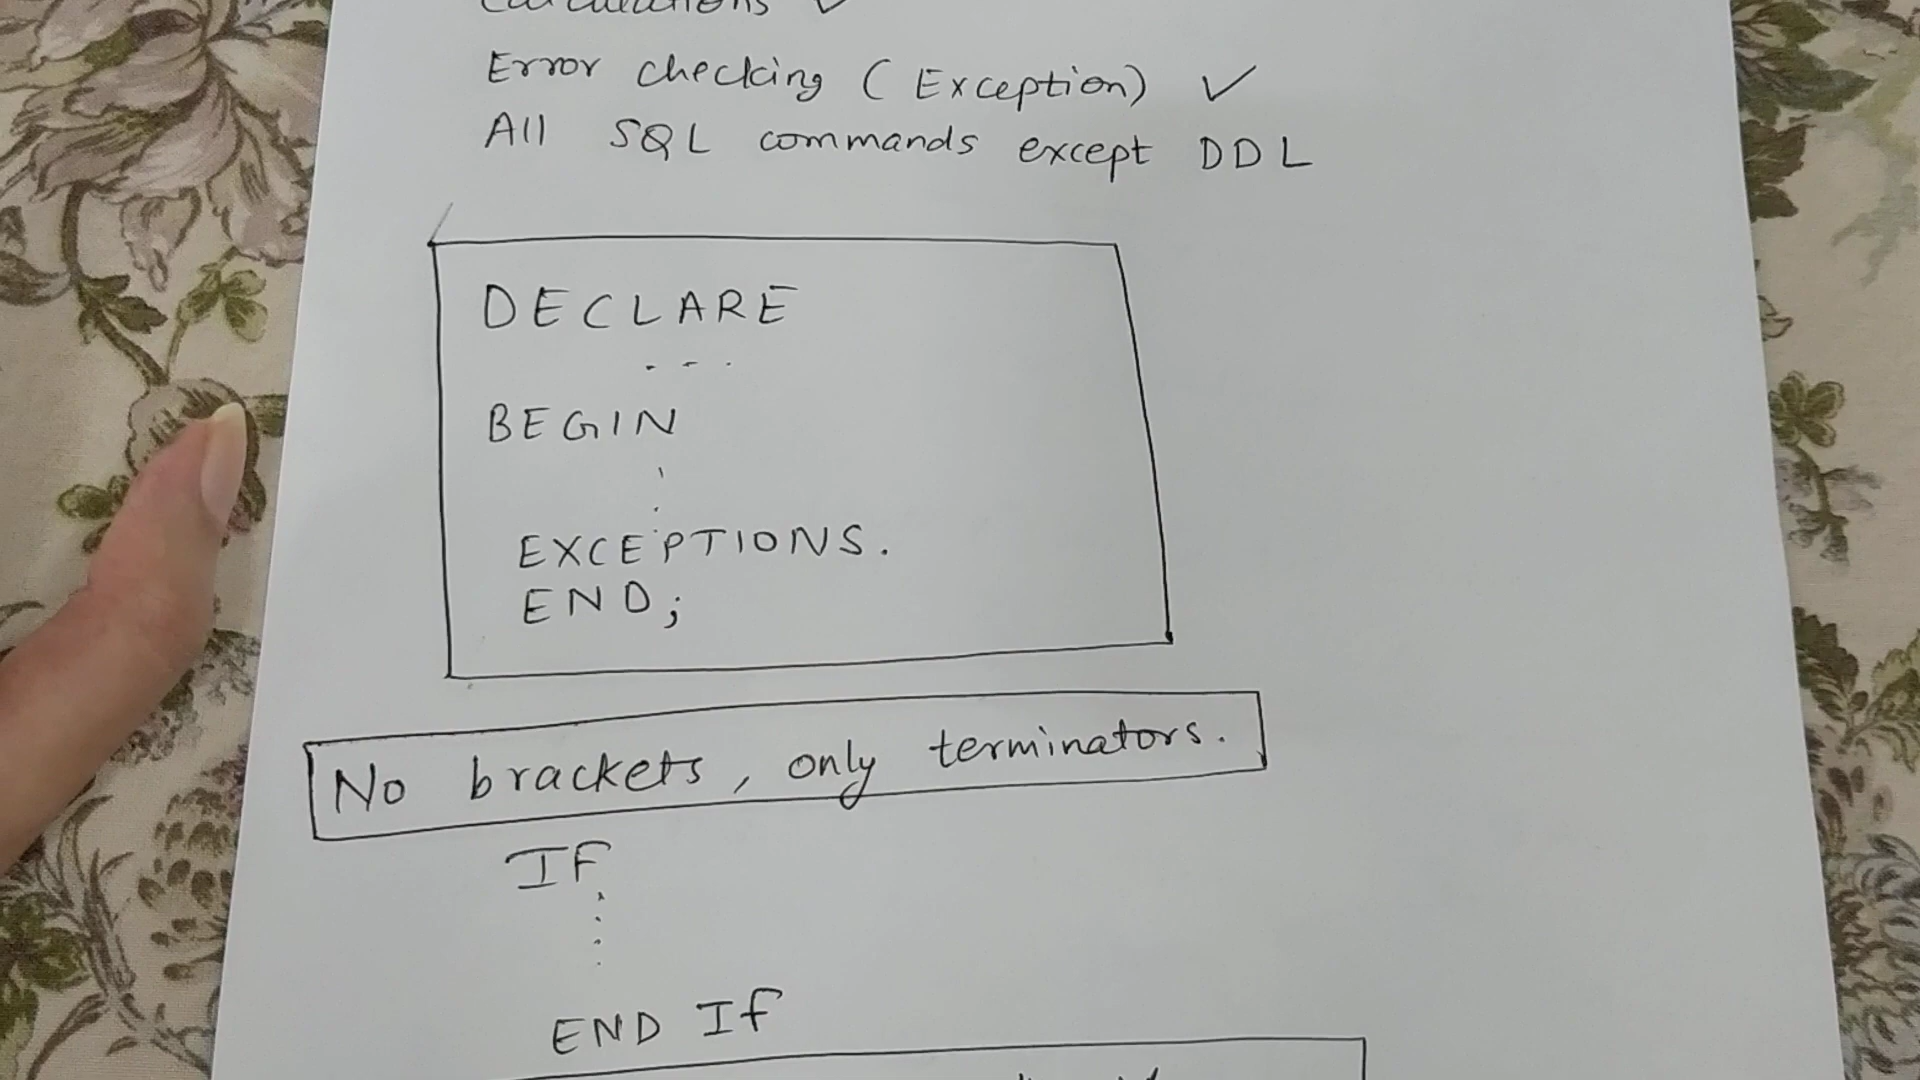 Calculations ✓
Error checking (Exception) ✓
All SQL commands except DDL
DECLARE
. - .
BEGIN
EXCEPTIONS.
END;
No brackets, only terminators.
IF
END IF